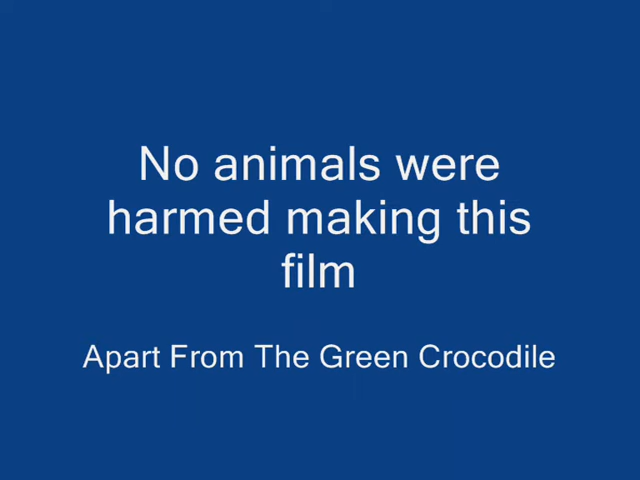 No animals were
harmed making this
film
Apart From The Green Crocodile